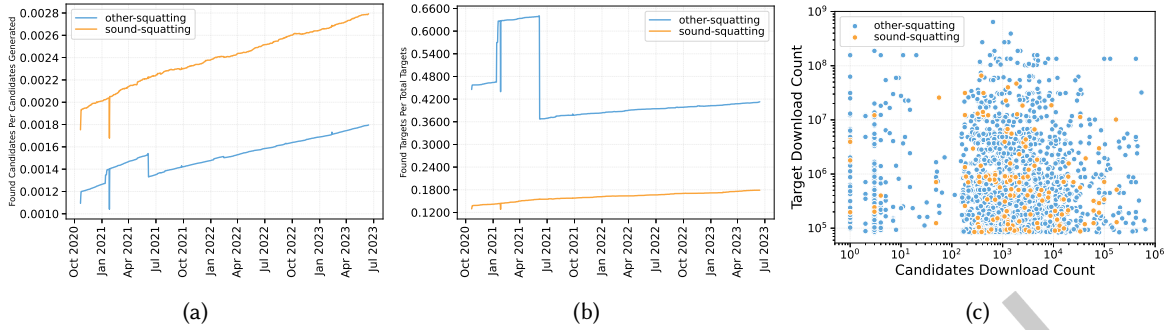 0.0028
0.0026
0.0024
0.0022
0.0020
0.0018
0.0016
0.0014
0.0012
0.0010
Found Candidates Per Candidates Generated
other-squatting
sound-squatting
Oct 2020
Jan 2021
Apr 2021
Jul 2021
Oct 2021
Jan 2022
Apr 2022
Jul 2022
Oct 2022
Jan 2023
Apr 2023
Jul 2023
(a)
0.6600
0.6000
0.5400
0.4800
0.4200
0.3600
0.3000
0.2400
0.1800
0.1200
Found Targets Per Total Targets
other-squatting
sound-squatting
Oct 2020
Jan 2021
Apr 2021
Jul 2021
Oct 2021
Jan 2022
Apr 2022
Jul 2022
Oct 2022
Jan 2023
Apr 2023
Jul 2023
(b)
10⁹
10⁸
10⁷
10⁶
10⁵
Target Download Count
other-squatting
sound-squatting
10⁰ 10¹ 10² 10³ 10⁴ 10⁵ 10⁶
Candidates Download Count
(c)